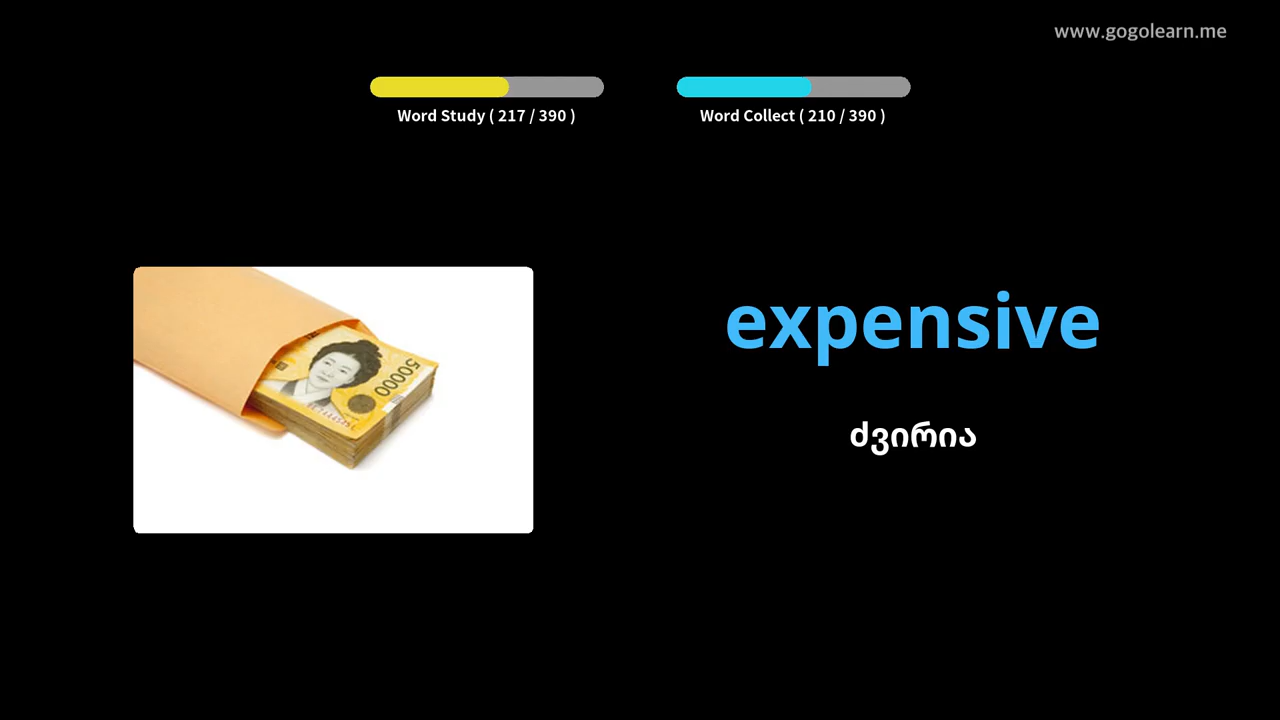 www.gogolearn.me
Word Study ( 217 / 390 )
Word Collect ( 210 / 390 )
50000
expensive
ძვირია